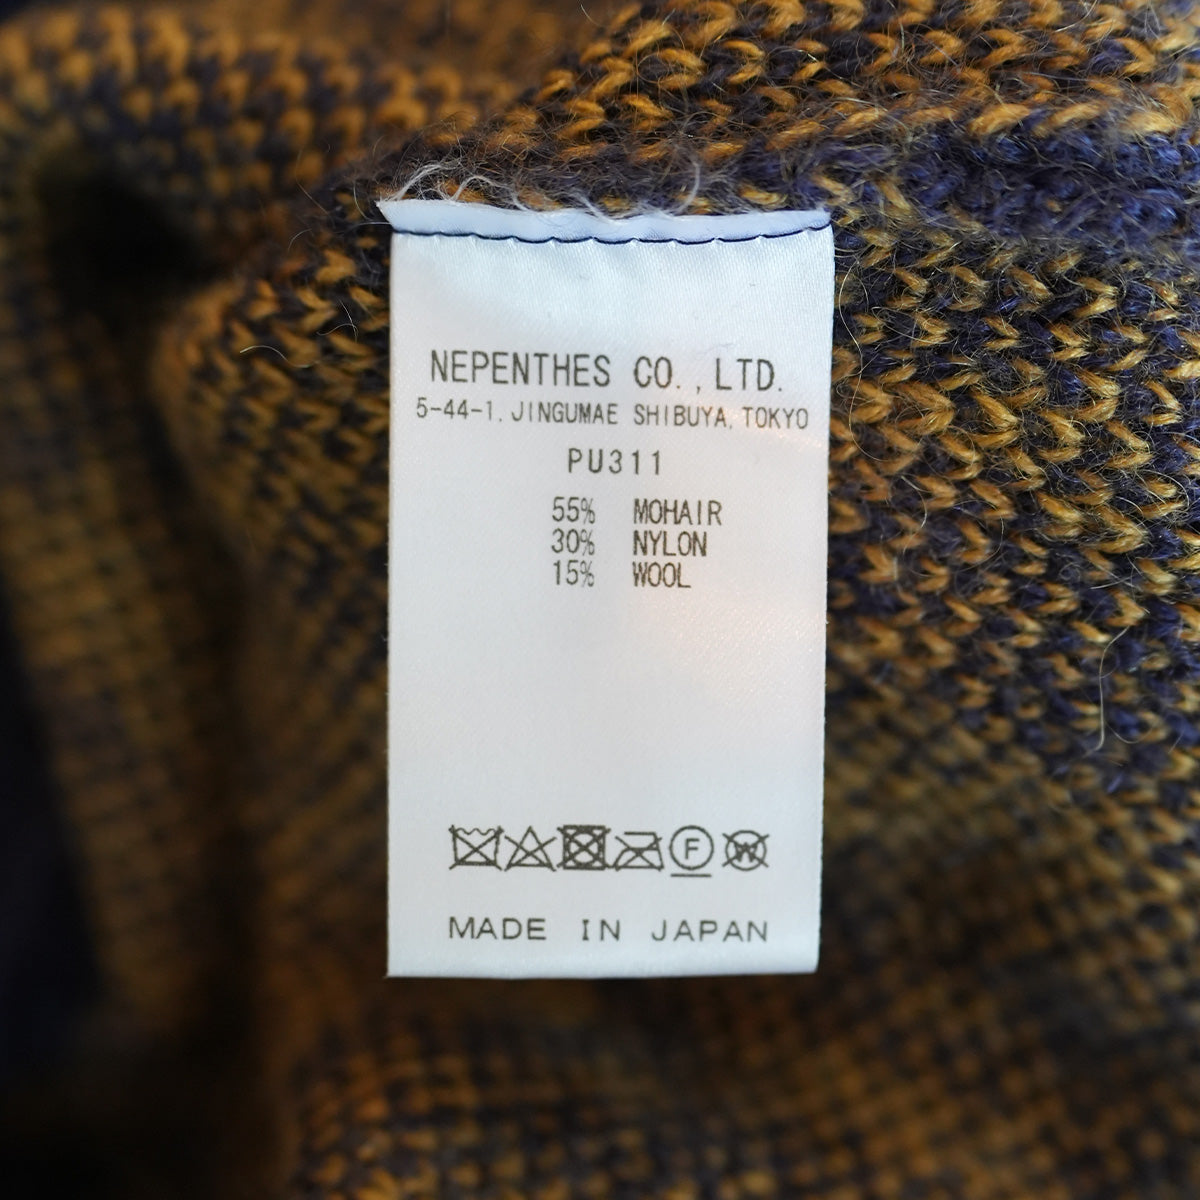 NEPENTHES CO.,LTD.
5-44-1, JINGUMAE SHIBUYA, TOKYO
PU311
55% MOHAIR
30% NYLON
15% WOOL
F W
MADE IN JAPAN